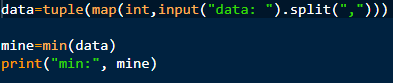 data=tuple(map(int,input("data: ").split(",")))
mine=min(data)
print("min:", mine)